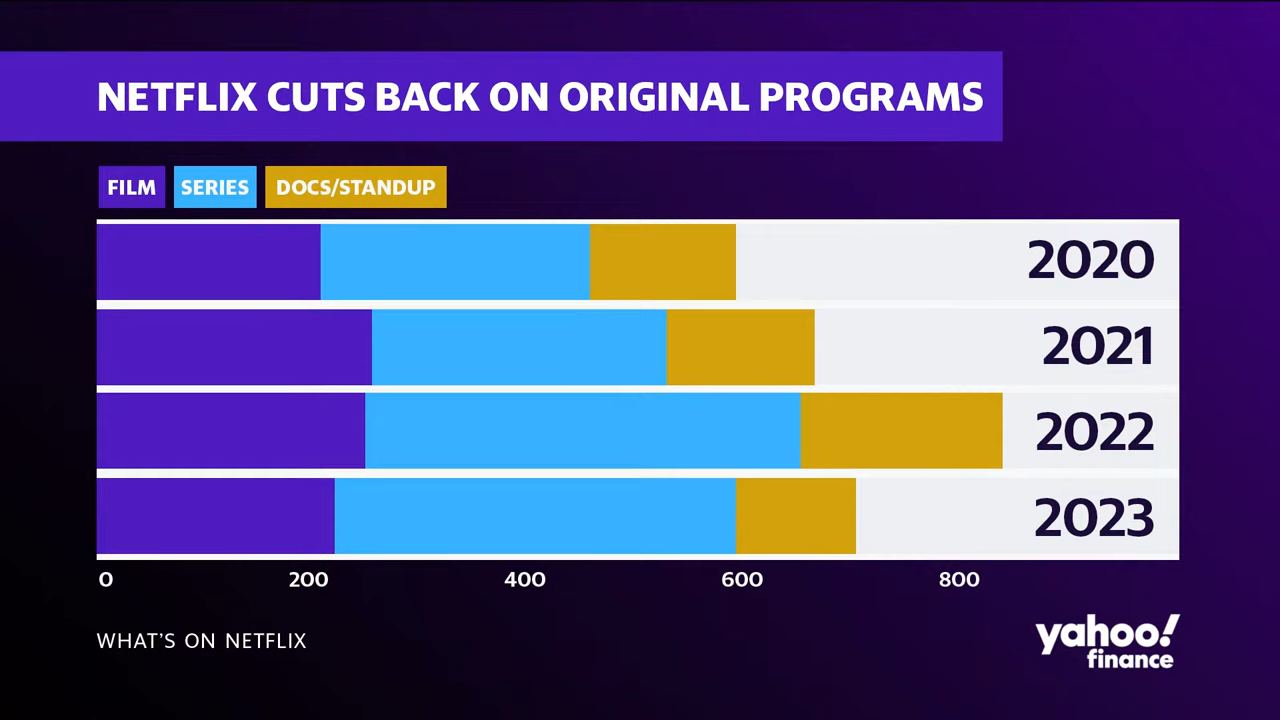 NETFLIX CUTS BACK ON ORIGINAL PROGRAMS
FILM SERIES DOCS/STANDUP
2020
2021
2022
2023
0 200 400 600 800
WHAT'S ON NETFLIX
yahoo!
finance